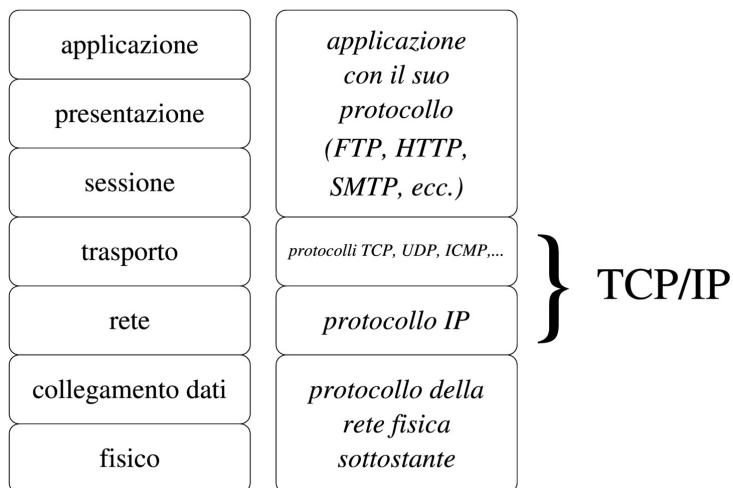 applicazione
presentazione
sessione
trasporto
rete
collegamento dati
fisico
applicazione
con il suo
protocollo
(FTP, HTTP,
SMTP, ecc.)
protocolli TCP, UDP, ICMP,...
protocollo IP
protocollo della
rete fisica
sottostante
} TCP/IP